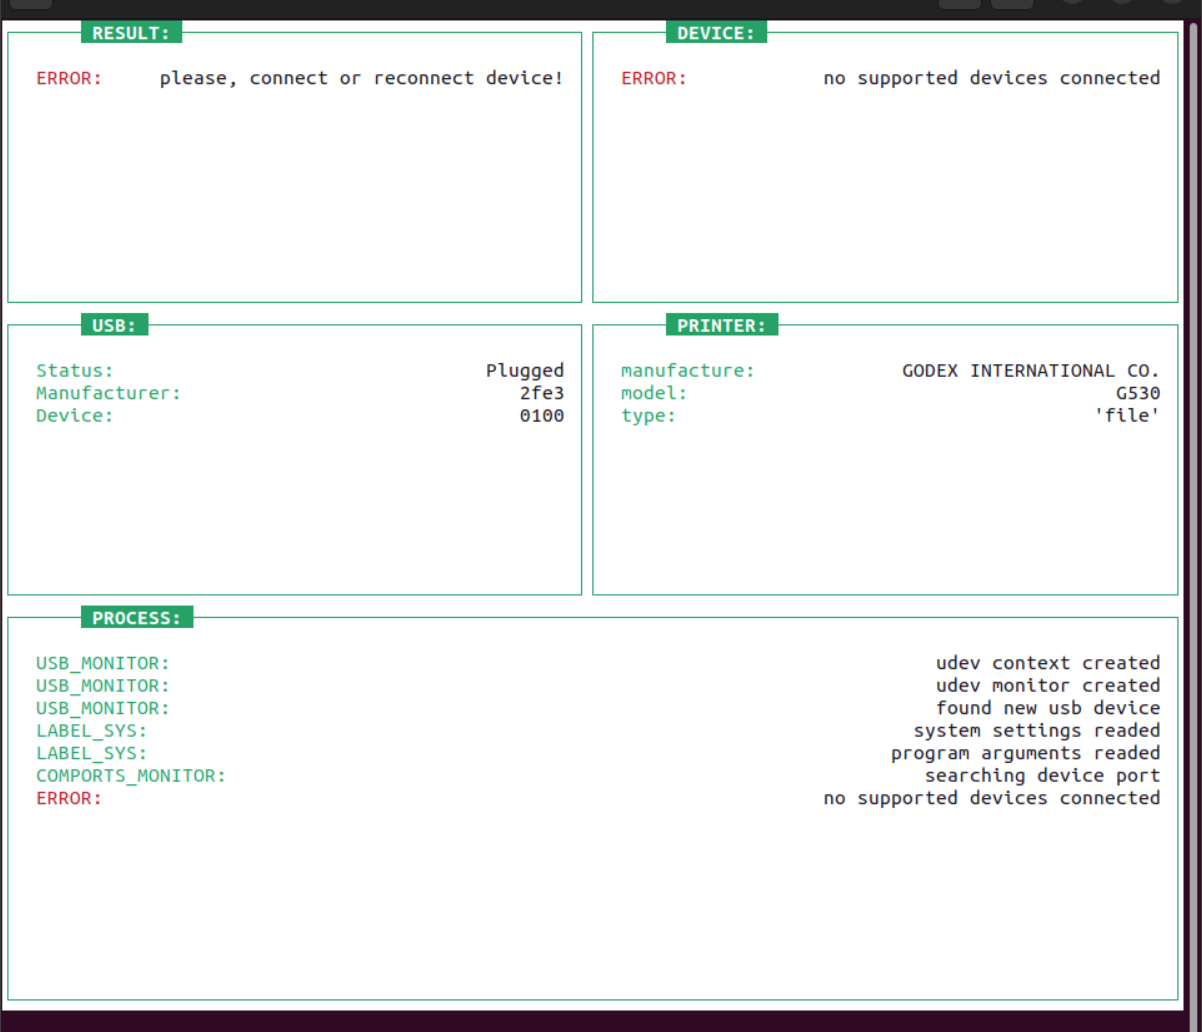 RESULT:
ERROR: please, connect or reconnect device!
DEVICE:
ERROR: no supported devices connected
USB:
Status: Plugged
Manufacturer: 2fe3
Device: 0100
PRINTER:
manufacture: GODEX INTERNATIONAL CO.
model: G530
type: 'file'
PROCESS:
USB_MONITOR: udev context created
USB_MONITOR: udev monitor created
USB_MONITOR: found new usb device
LABEL_SYS: system settings readed
LABEL_SYS: program arguments readed
COMPORTS_MONITOR: searching device port
ERROR: no supported devices connected